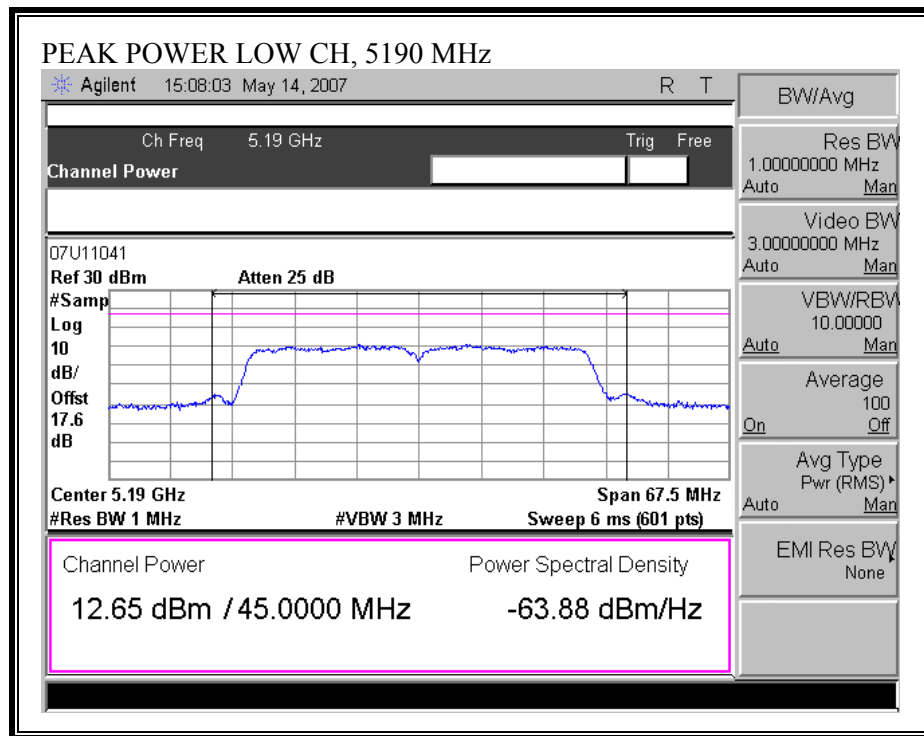 PEAK POWER LOW CH, 5190 MHz
Agilent 15:08:03 May 14, 2007 R T
BW/Avg
Ch Freq 5.19 GHz Trig Free
Channel Power
Res BW
1.00000000 MHz
Auto Man
Video BW
3.00000000 MHz
Auto Man
07U11041
Ref 30 dBm Atten 25 dB
#Samp
Log
10
dB/
Offst
17.6
dB
VBW/RBW
10.00000
Auto Man
Average
100
On Off
Avg Type
Pwr (RMS)
Auto Man
Center 5.19 GHz Span 67.5 MHz
#Res BW 1 MHz #VBW 3 MHz Sweep 6 ms (601 pts)
EMI Res BW
None
Channel Power Power Spectral Density
12.65 dBm / 45.0000 MHz -63.88 dBm/Hz